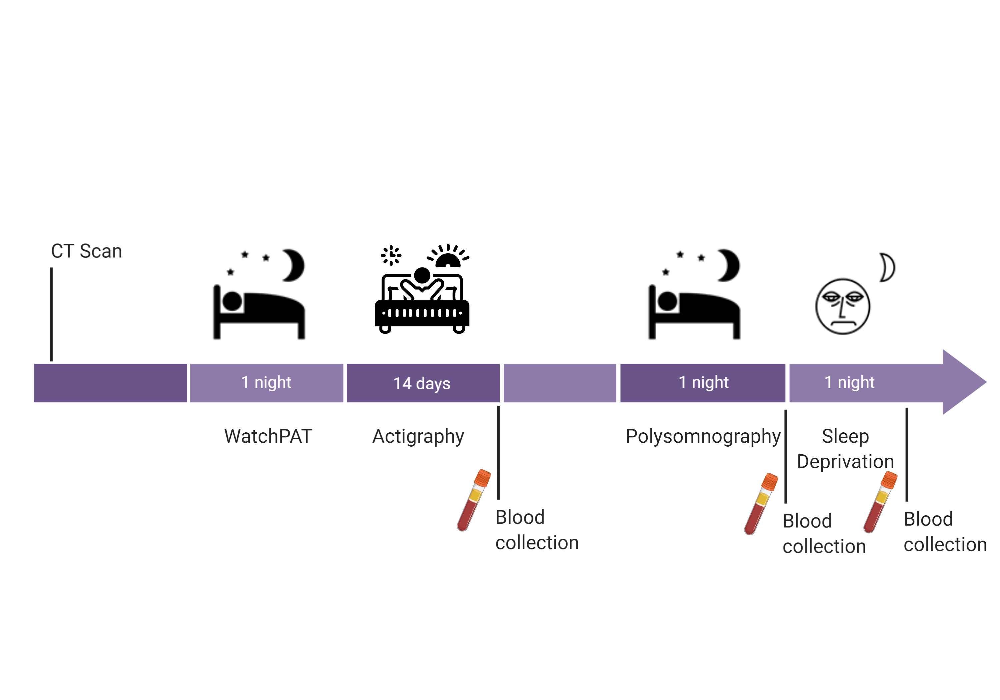 CT Scan
1 night
14 days
1 night
1 night
WatchPAT
Actigraphy
Polysomnography
Sleep
Deprivation
Blood
collection
Blood
collection
Blood
collection